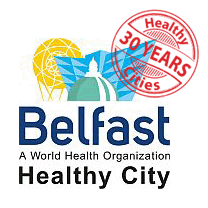 Healthy
30 YEARS
Cities
Belfast
A World Health Organization
Healthy City